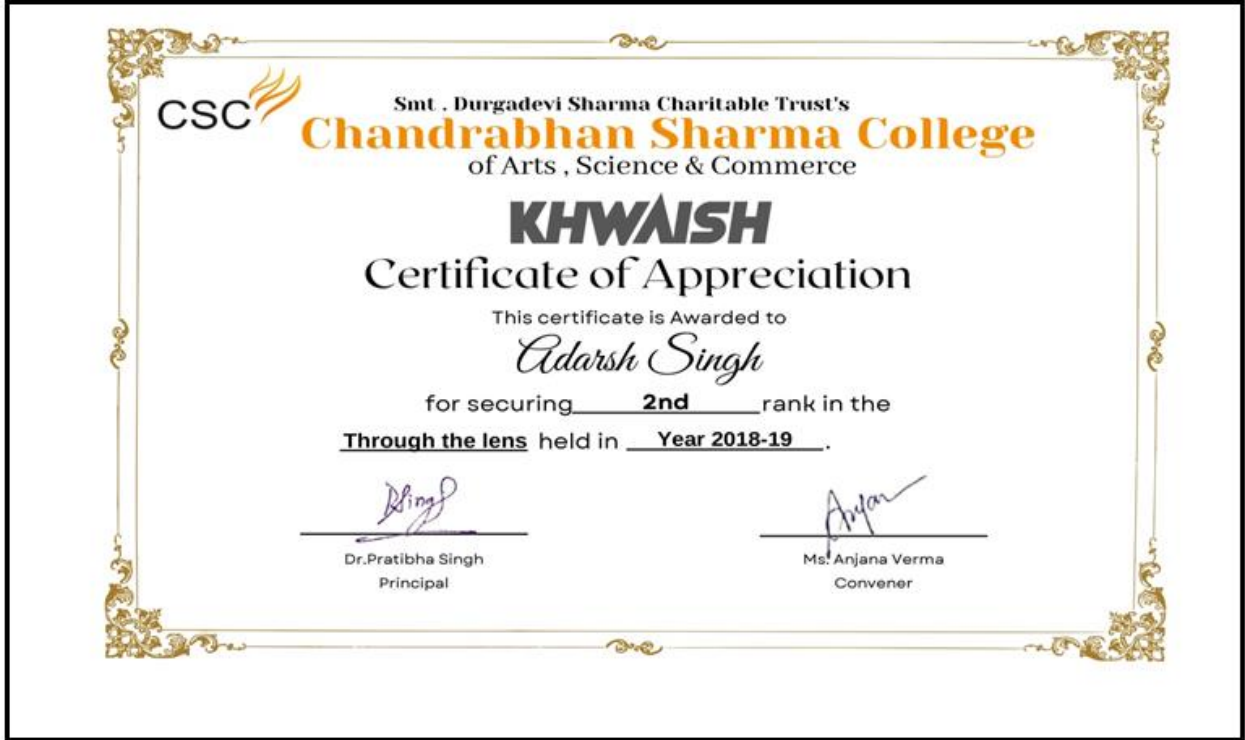 CSC
Smt . Durgadevi Sharma Charitable Trust's
Chandrabhan Sharma College
of Arts , Science & Commerce
KHWAISH
Certificate of Appreciation
This certificate is Awarded to
Adarsh Singh
for securing 2nd rank in the
Through the lens held in Year 2018-19 .
PSingh
Anjan
Dr.Pratibha Singh
Principal
Ms. Anjana Verma
Convener